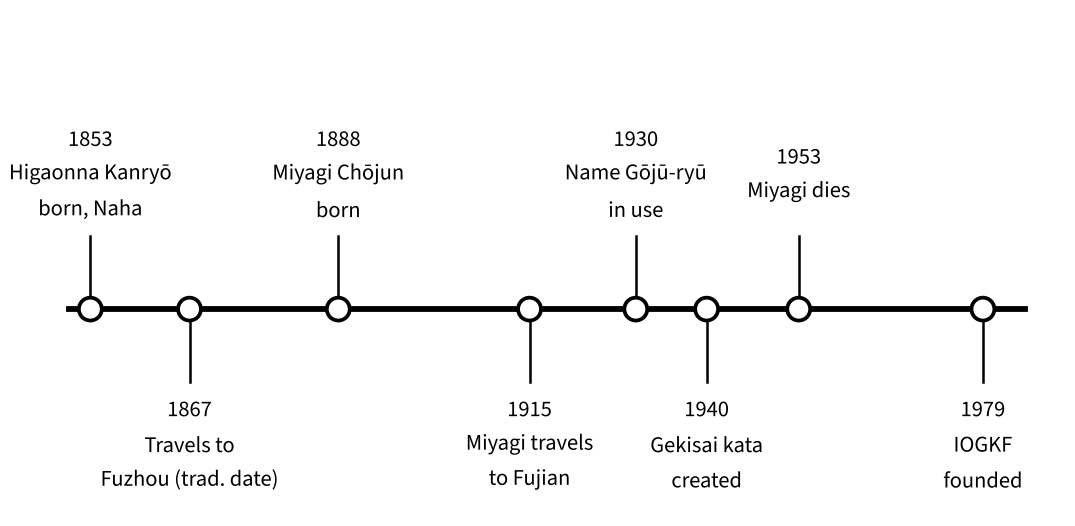 1853
Higaonna Kanryō
born, Naha
1867
Travels to
Fuzhou (trad. date)
1888
Miyagi Chōjun
born
1915
Miyagi travels
to Fujian
1930
Name Gōjū-ryū
in use
1940
Gekisai kata
created
1953
Miyagi dies
1979
IOGKF
founded